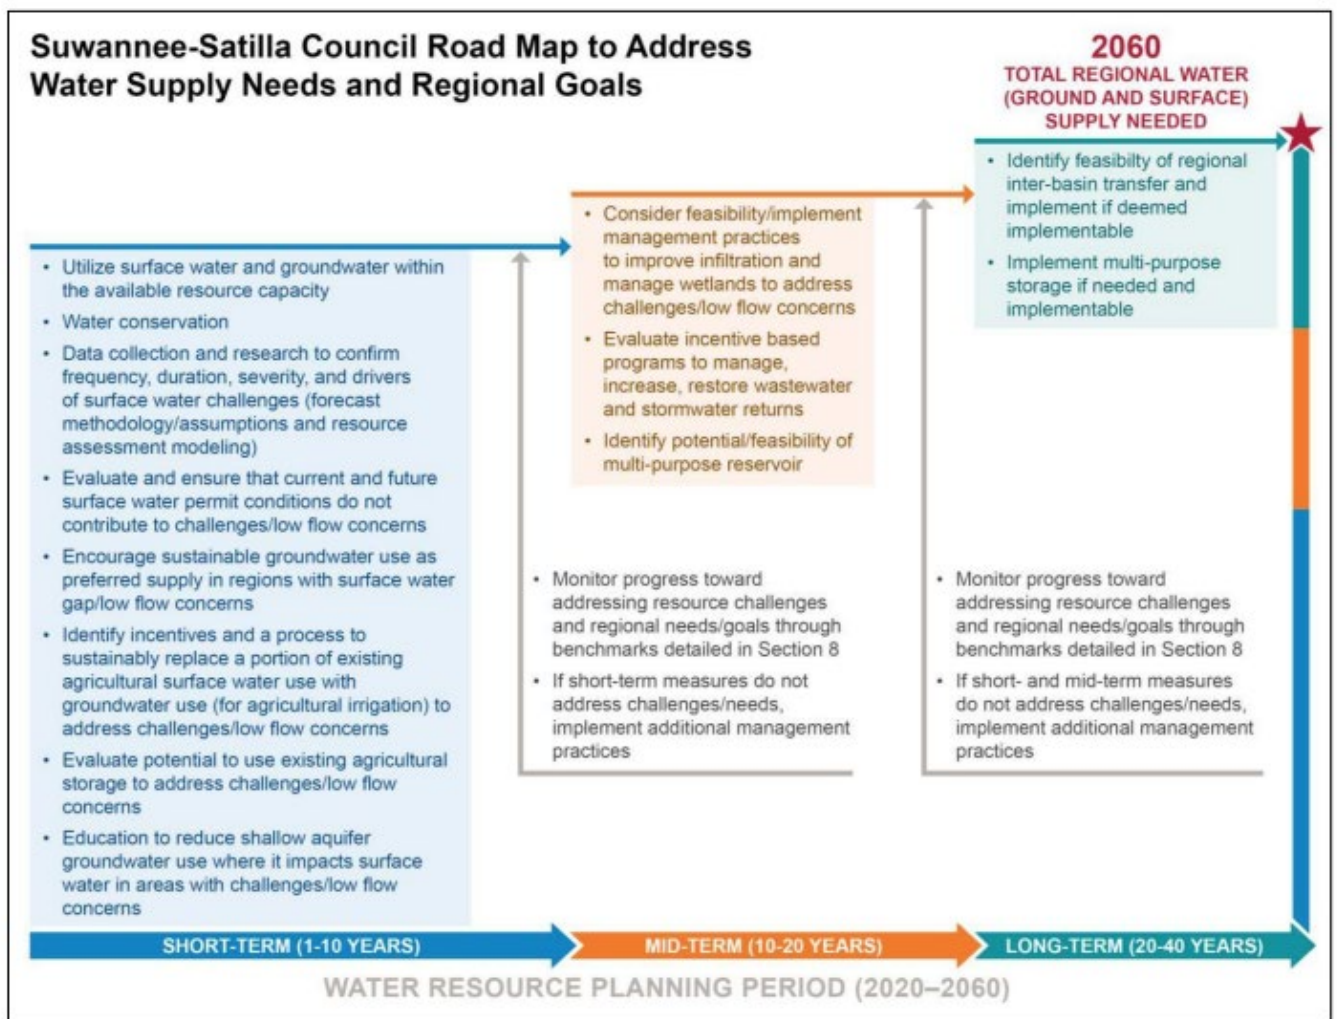 Suwannee-Satilla Council Road Map to Address
Water Supply Needs and Regional Goals
2060
TOTAL REGIONAL WATER
(GROUND AND SURFACE)
SUPPLY NEEDED
• Utilize surface water and groundwater within
the available resource capacity
• Water conservation
• Data collection and research to confirm
frequency, duration, severity, and drivers
of surface water challenges (forecast
methodology/assumptions and resource
assessment modeling)
• Evaluate and ensure that current and future
surface water permit conditions do not
contribute to challenges/low flow concerns
• Encourage sustainable groundwater use as
preferred supply in regions with surface water
gap/low flow concerns
• Identify incentives and a process to
sustainably replace a portion of existing
agricultural surface water use with
groundwater use (for agricultural irrigation) to
address challenges/low flow concerns
• Evaluate potential to use existing agricultural
storage to address challenges/low flow
concerns
• Education to reduce shallow aquifer
groundwater use where it impacts surface
water in areas with challenges/low flow
concerns
• Consider feasibility/implement
management practices
to improve infiltration and
manage wetlands to address
challenges/low flow concerns
• Evaluate incentive based
programs to manage,
increase, restore wastewater
and stormwater returns
• Identify potential/feasibility of
multi-purpose reservoir
• Identify feasibilty of regional
inter-basin transfer and
implement if deemed
implementable
• Implement multi-purpose
storage if needed and
implementable
• Monitor progress toward
addressing resource challenges
and regional needs/goals through
benchmarks detailed in Section 8
• If short-term measures do not
address challenges/needs,
implement additional management
practices
• Monitor progress toward
addressing resource challenges
and regional needs/goals through
benchmarks detailed in Section 8
• If short- and mid-term measures
do not address challenges/needs,
implement additional management
practices
SHORT-TERM (1-10 YEARS)
MID-TERM (10-20 YEARS)
LONG-TERM (20-40 YEARS)
WATER RESOURCE PLANNING PERIOD (2020–2060)